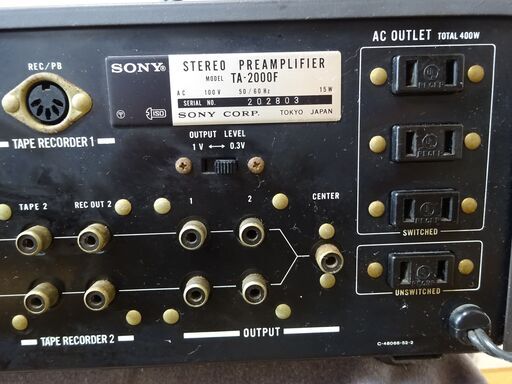 REC/PB
SONY®
STEREO PREAMPLIFIER
MODEL TA-2000F
AC 100V 50/60Hz 15W
SERIAL NO. 202803
SONY CORP. TOKYO JAPAN
AC OUTLET TOTAL 400W
TAPE RECORDER 1
OUTPUT LEVEL
1V ↔ 0.3V
TAPE 2
REC OUT 2
1
2
CENTER
SWITCHED
UNSWITCHED
TAPE RECORDER 2
OUTPUT
C-48066-52-2